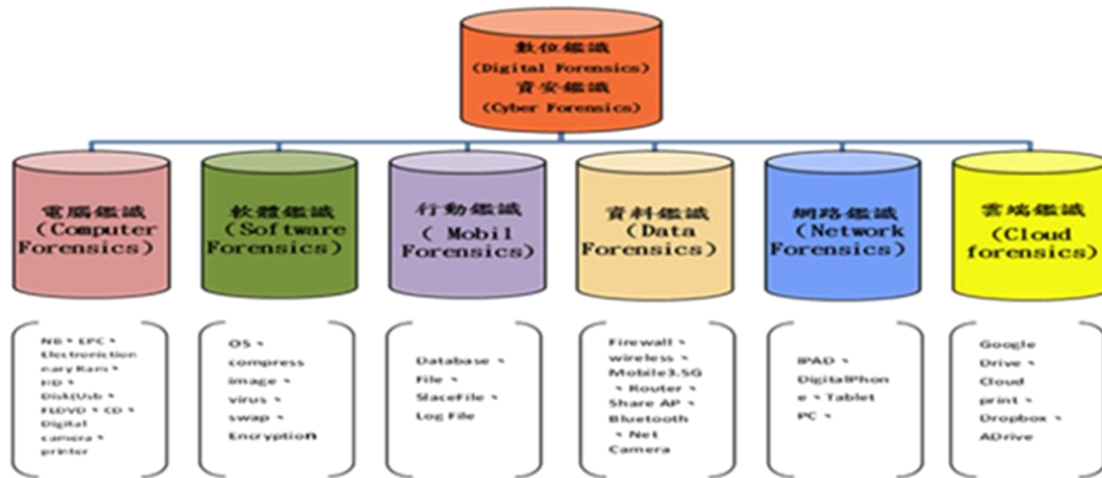 數位鑑識
(Digital Forensics)
資安鑑識
(Cyber Forensics)
電腦鑑識
(Computer
Forensics)
軟體鑑識
(Software
Forensics)
行動鑑識
( Mobil
Forensics)
資料鑑識
(Data
Forensics)
網路鑑識
(Network
Forensics)
雲端鑑識
(Cloud
forensics)
NB、EPC、
Electroniction
nary Ram、
HD
Disk(Usb、
FLDVD、CD、
Digital
camera、
printer
OS、
compress
image、
virus、
swap、
Encryption
Database、
File、
SlaceFile、
Log File
Firewall、
wireless、
Mobile3.5G
、Router、
Share AP、
Bluetooth
、Net
Camera
IPAD、
DigitalPhon
e、Tablet
PC、
Google
Drive、
Cloud
print、
Dropbox、
ADrive